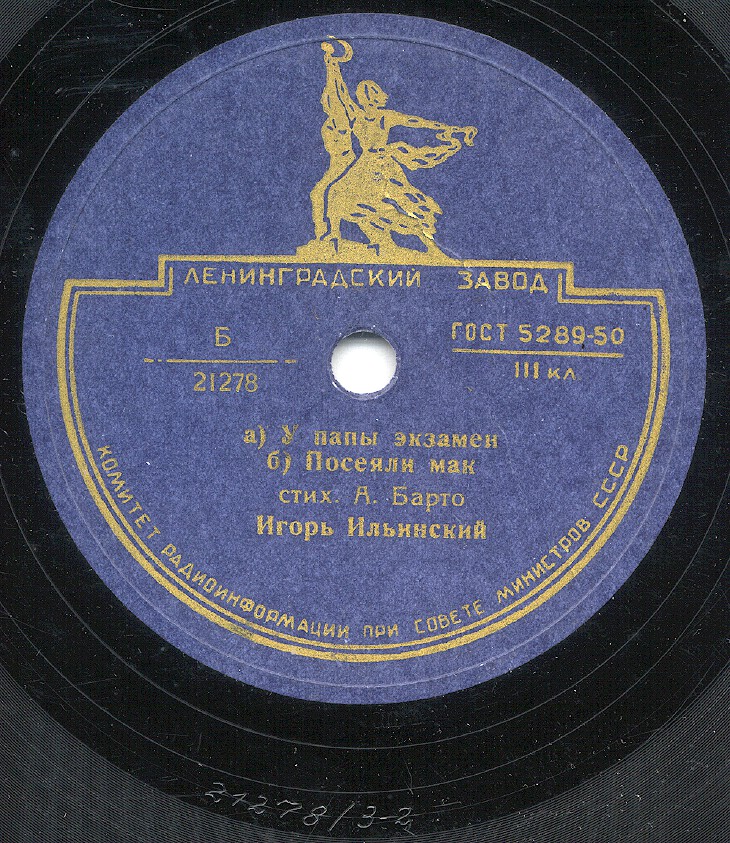 ЛЕНИНГРАДСКИЙ ЗАВОД
Б
21278
ГОСТ 5289-50
III кл
а) У папы экзамен
б) Посеяли мак
стих. А. Барто
Игорь Ильинский
КОМИТЕТ РАДИОИНФОРМАЦИИ ПРИ СОВЕТЕ МИНИСТРОВ СССР
21278/3-2